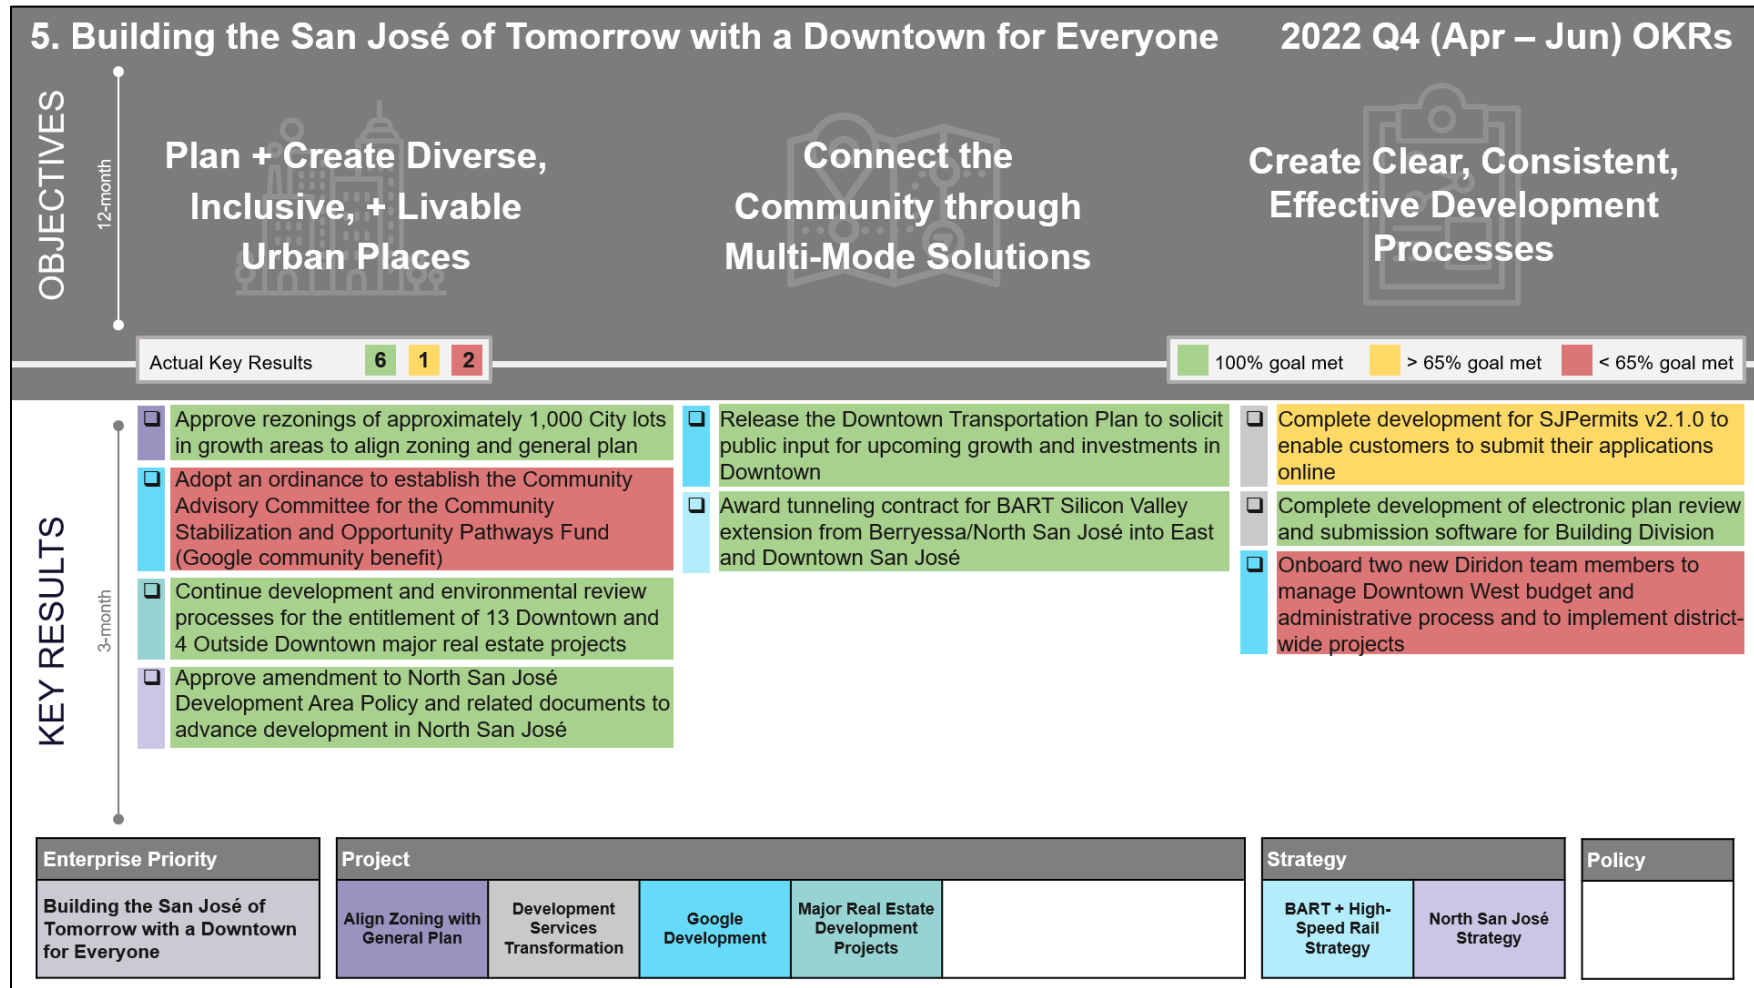 5. Building the San José of Tomorrow with a Downtown for Everyone
2022 Q4 (Apr – Jun) OKRs
OBJECTIVES
12-month
Plan + Create Diverse,
Inclusive, + Livable
Urban Places
Connect the
Community through
Multi-Mode Solutions
Create Clear, Consistent,
Effective Development
Processes
Actual Key Results 6 1 2
100% goal met > 65% goal met < 65% goal met
KEY RESULTS
3-month
Approve rezonings of approximately 1,000 City lots
in growth areas to align zoning and general plan
Adopt an ordinance to establish the Community
Advisory Committee for the Community
Stabilization and Opportunity Pathways Fund
(Google community benefit)
Continue development and environmental review
processes for the entitlement of 13 Downtown and
4 Outside Downtown major real estate projects
Approve amendment to North San José
Development Area Policy and related documents to
advance development in North San José
Release the Downtown Transportation Plan to solicit
public input for upcoming growth and investments in
Downtown
Award tunneling contract for BART Silicon Valley
extension from Berryessa/North San José into East
and Downtown San José
Complete development for SJPermits v2.1.0 to
enable customers to submit their applications
online
Complete development of electronic plan review
and submission software for Building Division
Onboard two new Diridon team members to
manage Downtown West budget and
administrative process and to implement district-
wide projects
Enterprise Priority
Building the San José of
Tomorrow with a Downtown
for Everyone
Project
Align Zoning with
General Plan
Development
Services
Transformation
Google
Development
Major Real Estate
Development
Projects
Strategy
BART + High-
Speed Rail
Strategy
North San José
Strategy
Policy